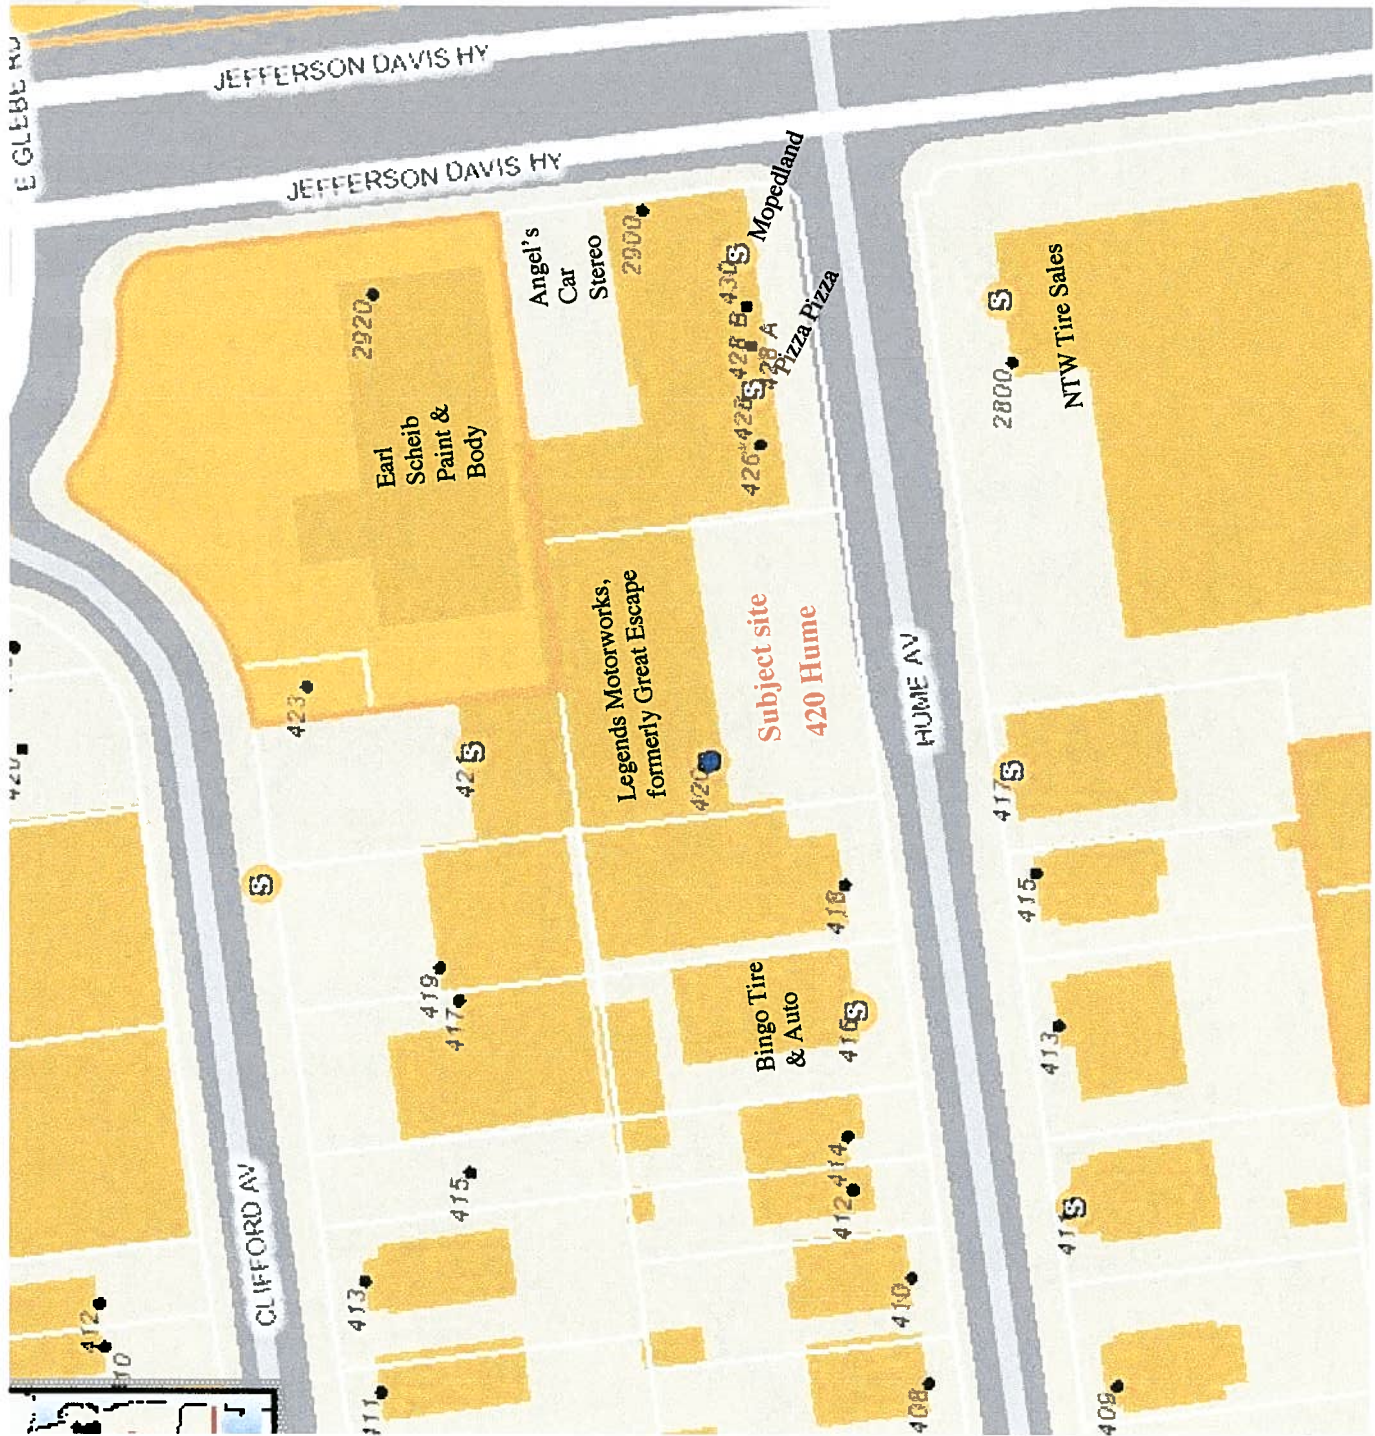 E GLEBE RD
JEFFERSON DAVIS HY
JEFFERSON DAVIS HY
2920
Earl
Scheib
Paint &
Body
Angel's
Car
Stereo
2900
Mopedland
430
428 B
428 A
Pizza Pizza
426
2800
NTW Tire Sales
423
421
Legends Motorworks,
formerly Great Escape
420
Subject site
420 Hume
HUME AV
417
415
413
411
409
419
417
418
Bingo Tire
& Auto
416
414
412
410
408
415
413
411
CLIFFORD AV
412
10
S
S
S
S
S
S
S
S